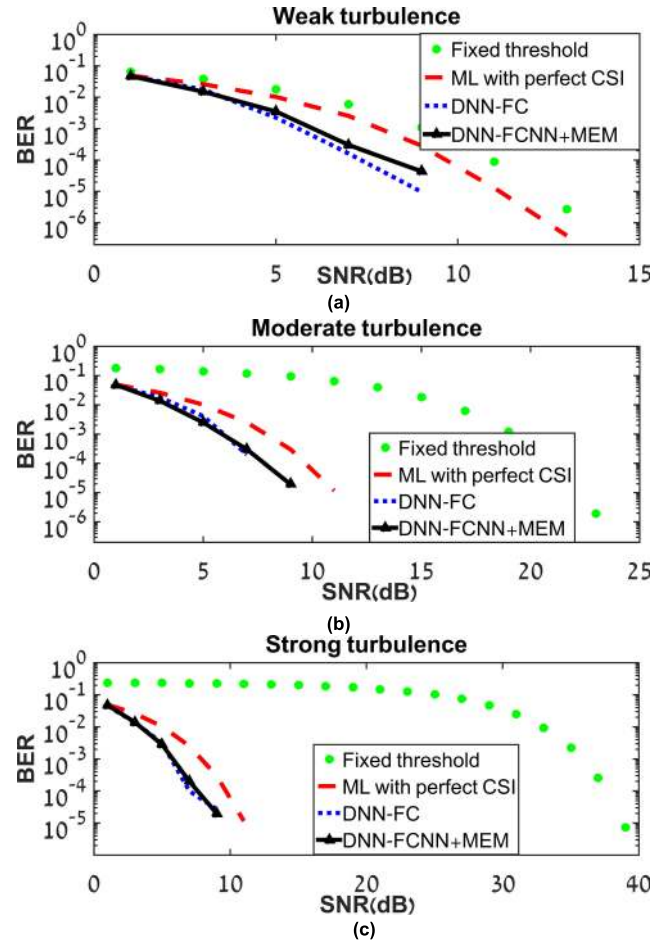 Weak turbulence
10^0
10^-1
10^-2
10^-3
10^-4
10^-5
10^-6
BER
Fixed threshold
ML with perfect CSI
DNN-FC
DNN-FCNN+MEM
0 5 10 15
SNR(dB)
(a)
Moderate turbulence
10^0
10^-1
10^-2
10^-3
10^-4
10^-5
10^-6
BER
Fixed threshold
ML with perfect CSI
DNN-FC
DNN-FCNN+MEM
0 5 10 15 20 25
SNR(dB)
(b)
Strong turbulence
10^0
10^-1
10^-2
10^-3
10^-4
10^-5
BER
Fixed threshold
ML with perfect CSI
DNN-FC
DNN-FCNN+MEM
0 10 20 30 40
SNR(dB)
(c)